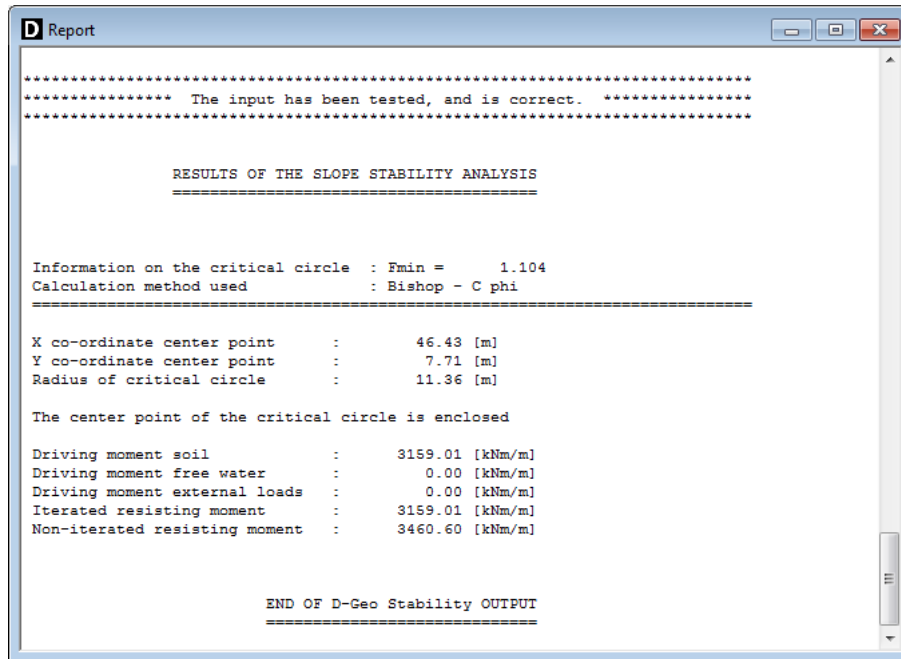 D Report
******************************************************************************
**************** The input has been tested, and is correct. ****************
******************************************************************************
RESULTS OF THE SLOPE STABILITY ANALYSIS
=======================================
Information on the critical circle : Fmin = 1.104
Calculation method used : Bishop - C phi
=============================================================================
X co-ordinate center point : 46.43 [m]
Y co-ordinate center point : 7.71 [m]
Radius of critical circle : 11.36 [m]
The center point of the critical circle is enclosed
Driving moment soil : 3159.01 [kNm/m]
Driving moment free water : 0.00 [kNm/m]
Driving moment external loads : 0.00 [kNm/m]
Iterated resisting moment : 3159.01 [kNm/m]
Non-iterated resisting moment : 3460.60 [kNm/m]
END OF D-Geo Stability OUTPUT
=============================